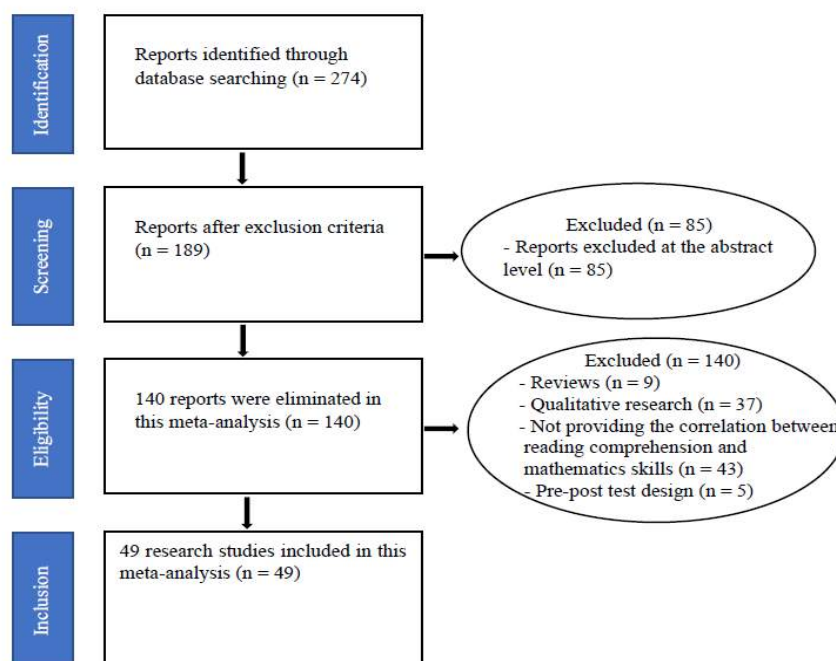 Identification
Reports identified through
database searching (n = 274)
Screening
Reports after exclusion criteria
(n = 189)
Excluded (n = 85)
- Reports excluded at the abstract
level (n = 85)
Eligibility
140 reports were eliminated in
this meta-analysis (n = 140)
Excluded (n = 140)
- Reviews (n = 9)
- Qualitative research (n = 37)
- Not providing the correlation between
reading comprehension and
mathematics skills (n = 43)
- Pre-post test design (n = 5)
Inclusion
49 research studies included in this
meta-analysis (n = 49)